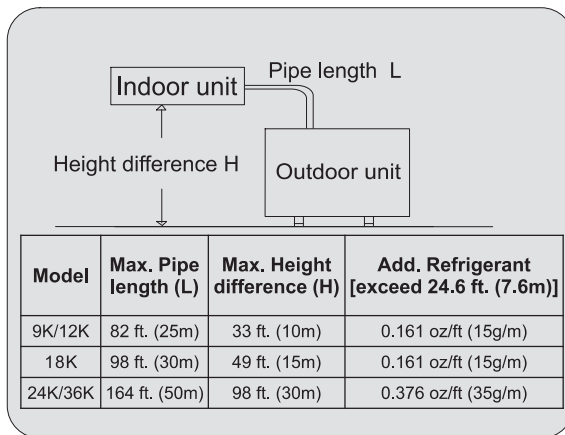 Pipe length L
Indoor unit
Height difference H
Outdoor unit
Model
Max. Pipe
length (L)
Max. Height
difference (H)
Add. Refrigerant
[exceed 24.6 ft. (7.6m)]
9K/12K 82 ft. (25m) 33 ft. (10m) 0.161 oz/ft (15g/m)
18K 98 ft. (30m) 49 ft. (15m) 0.161 oz/ft (15g/m)
24K/36K 164 ft. (50m) 98 ft. (30m) 0.376 oz/ft (35g/m)